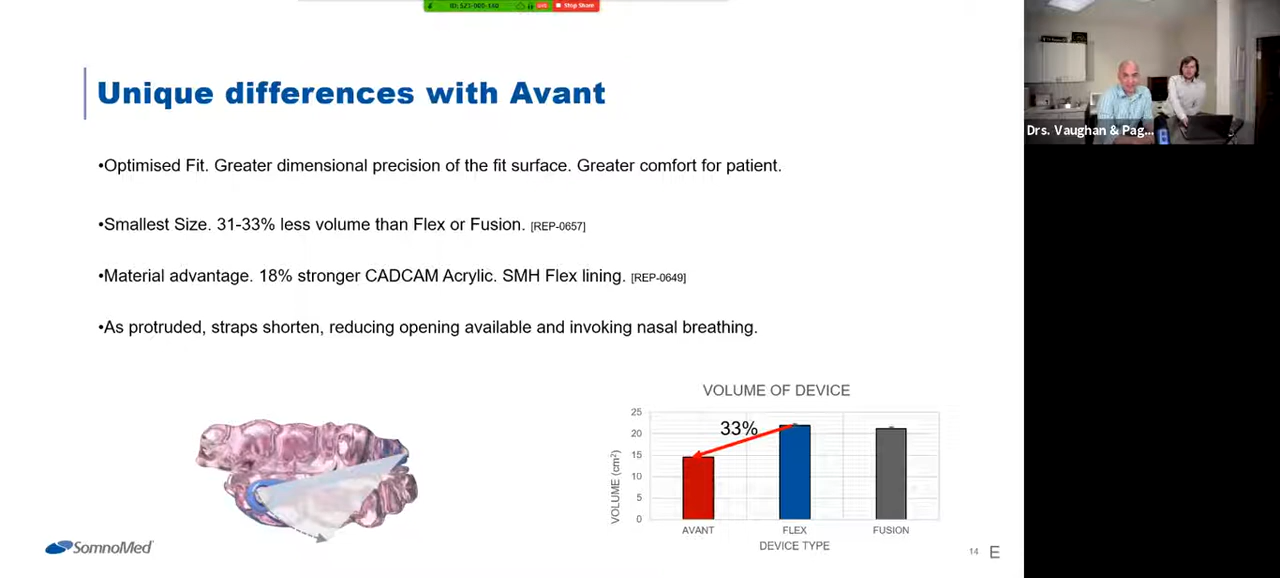 Stop Share
Unique differences with Avant
Drs. Vaughan & Pag...
•Optimised Fit. Greater dimensional precision of the fit surface. Greater comfort for patient.
•Smallest Size. 31-33% less volume than Flex or Fusion. [REP-0657]
•Material advantage. 18% stronger CADCAM Acrylic. SMH Flex lining. [REP-0649]
•As protruded, straps shorten, reducing opening available and invoking nasal breathing.
VOLUME OF DEVICE
33%
25
20
15
10
5
0
VOLUME (cm²)
AVANT FLEX FUSION
DEVICE TYPE
SomnoMed
14 E